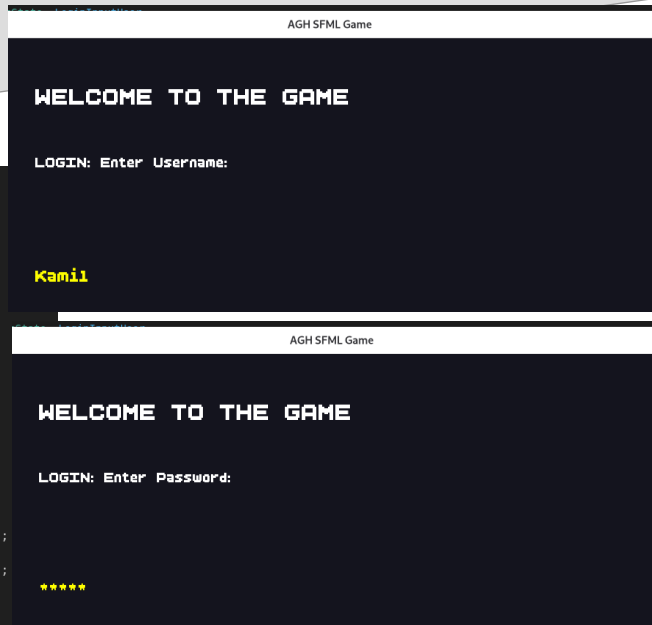 AGH SFML Game
WELCOME TO THE GAME
LOGIN: Enter Username:
Kamil
AGH SFML Game
WELCOME TO THE GAME
LOGIN: Enter Password:
;
;
*****